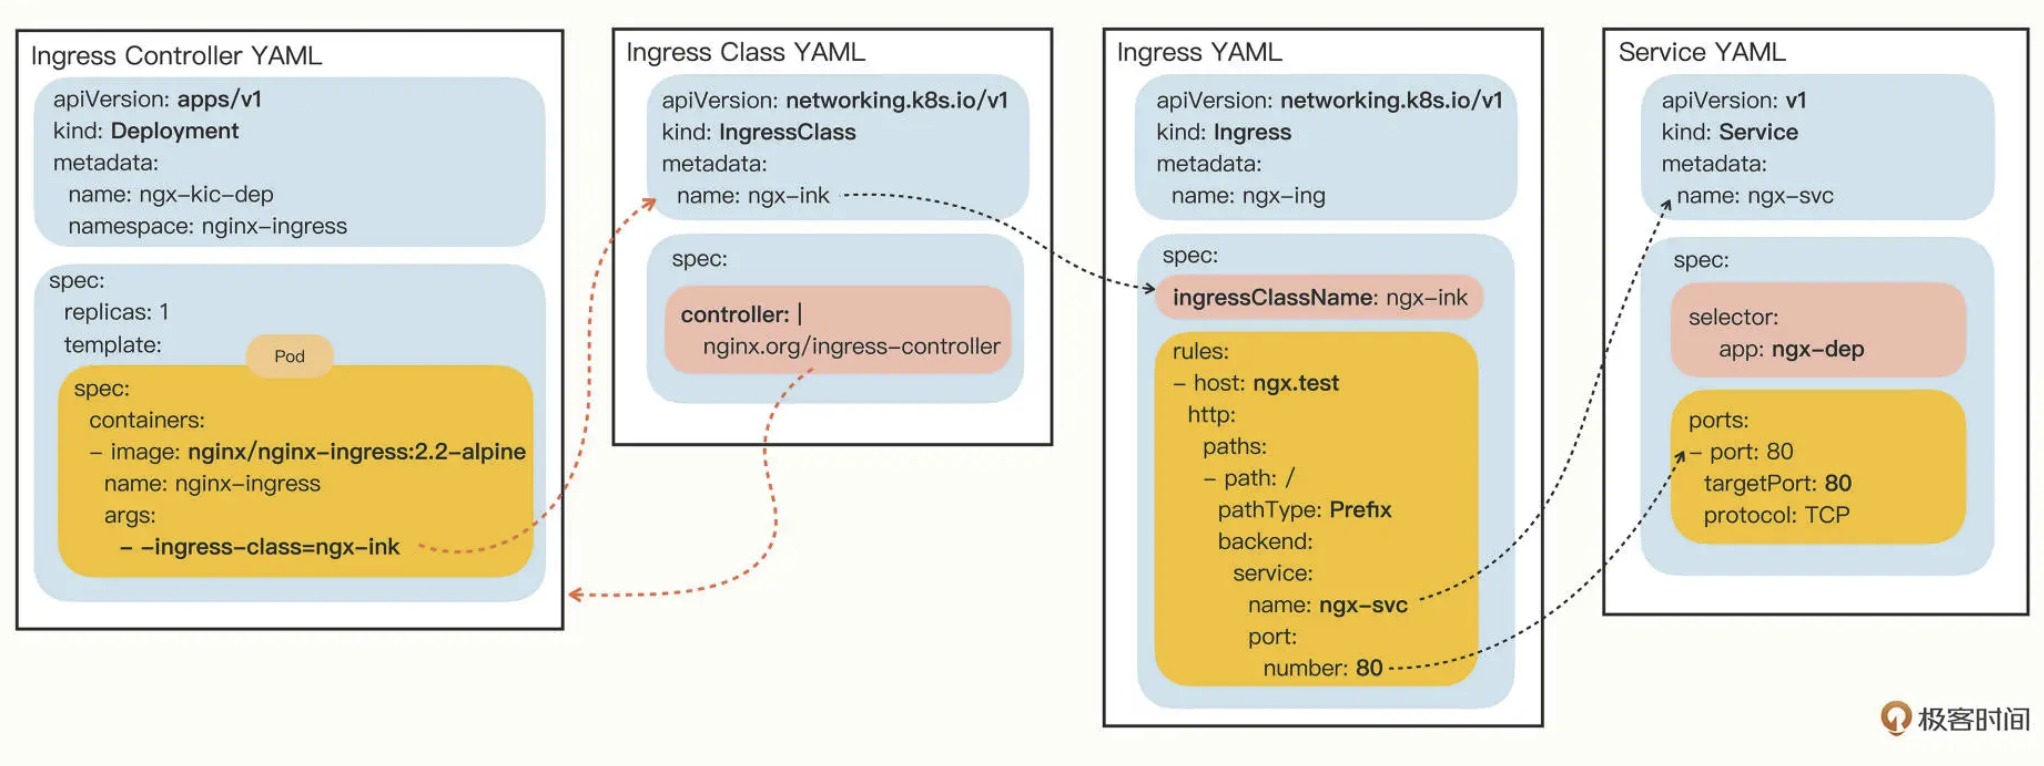 Ingress Controller YAML
apiVersion: apps/v1
kind: Deployment
metadata:
name: ngx-kic-dep
namespace: nginx-ingress
spec:
replicas: 1
template:
Pod
spec:
containers:
- image: nginx/nginx-ingress:2.2-alpine
name: nginx-ingress
args:
- -ingress-class=ngx-ink
Ingress Class YAML
apiVersion: networking.k8s.io/v1
kind: IngressClass
metadata:
name: ngx-ink
spec:
controller: |
nginx.org/ingress-controller
Ingress YAML
apiVersion: networking.k8s.io/v1
kind: Ingress
metadata:
name: ngx-ing
spec:
ingressClassName: ngx-ink
rules:
- host: ngx.test
http:
paths:
- path: /
pathType: Prefix
backend:
service:
name: ngx-svc
port:
number: 80
Service YAML
apiVersion: v1
kind: Service
metadata:
name: ngx-svc
spec:
selector:
app: ngx-dep
ports:
- port: 80
targetPort: 80
protocol: TCP
极客时间